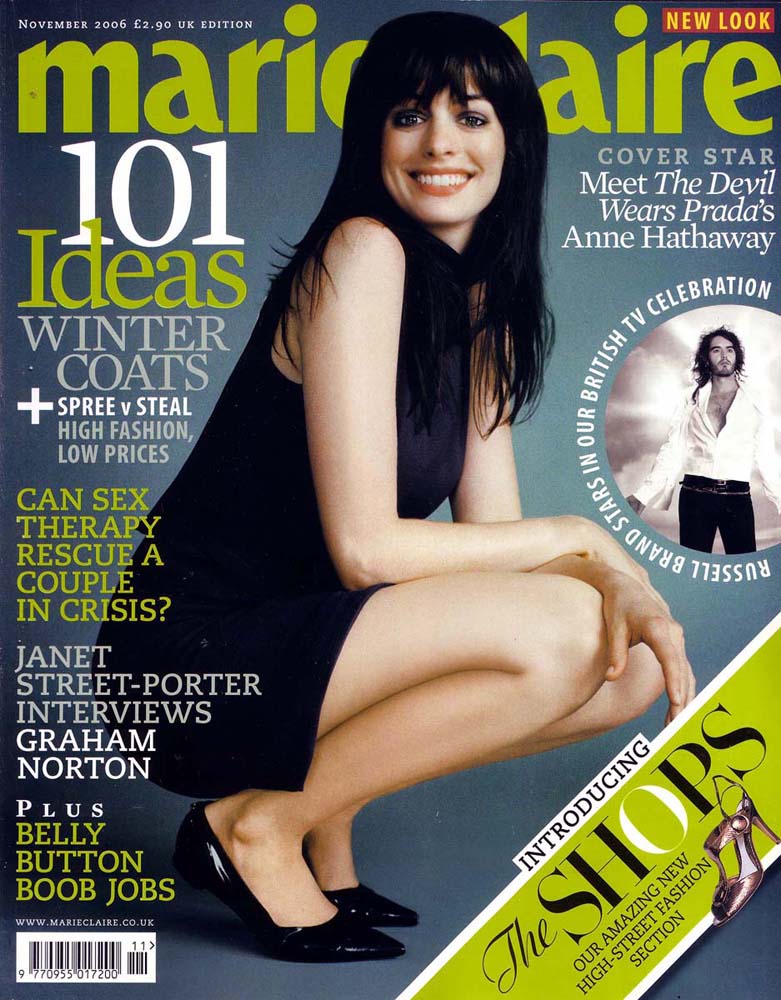 NOVEMBER 2006 £2.90 UK EDITION
NEW LOOK
marie claire
101
Ideas
WINTER
COATS
+ SPREE v STEAL
HIGH FASHION,
LOW PRICES
CAN SEX
THERAPY
RESCUE A
COUPLE
IN CRISIS?
JANET
STREET-PORTER
INTERVIEWS
GRAHAM
NORTON
PLUS
BELLY
BUTTON
BOOB JOBS
WWW.MARIECLAIRE.CO.UK
11>
9 770955 017200
COVER STAR
Meet The Devil
Wears Prada's
Anne Hathaway
RUSSELL BRAND STARS IN OUR BRITISH TV CELEBRATION
INTRODUCING
The SHOPS
OUR AMAZING NEW
HIGH-STREET FASHION
SECTION